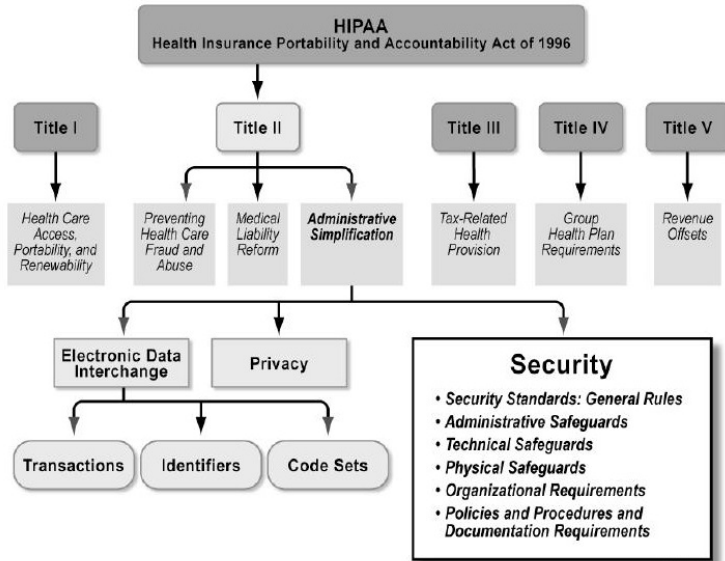 HIPAA
Health Insurance Portability and Accountability Act of 1996
Title I
Title II
Title III
Title IV
Title V
Health Care
Access,
Portability, and
Renewability
Preventing
Health Care
Fraud and
Abuse
Medical
Liability
Reform
Administrative
Simplification
Tax-Related
Health
Provision
Group
Health Plan
Requirements
Revenue
Offsets
Electronic Data
Interchange
Privacy
Security
• Security Standards: General Rules
• Administrative Safeguards
• Technical Safeguards
• Physical Safeguards
• Organizational Requirements
• Policies and Procedures and
Documentation Requirements
Transactions
Identifiers
Code Sets